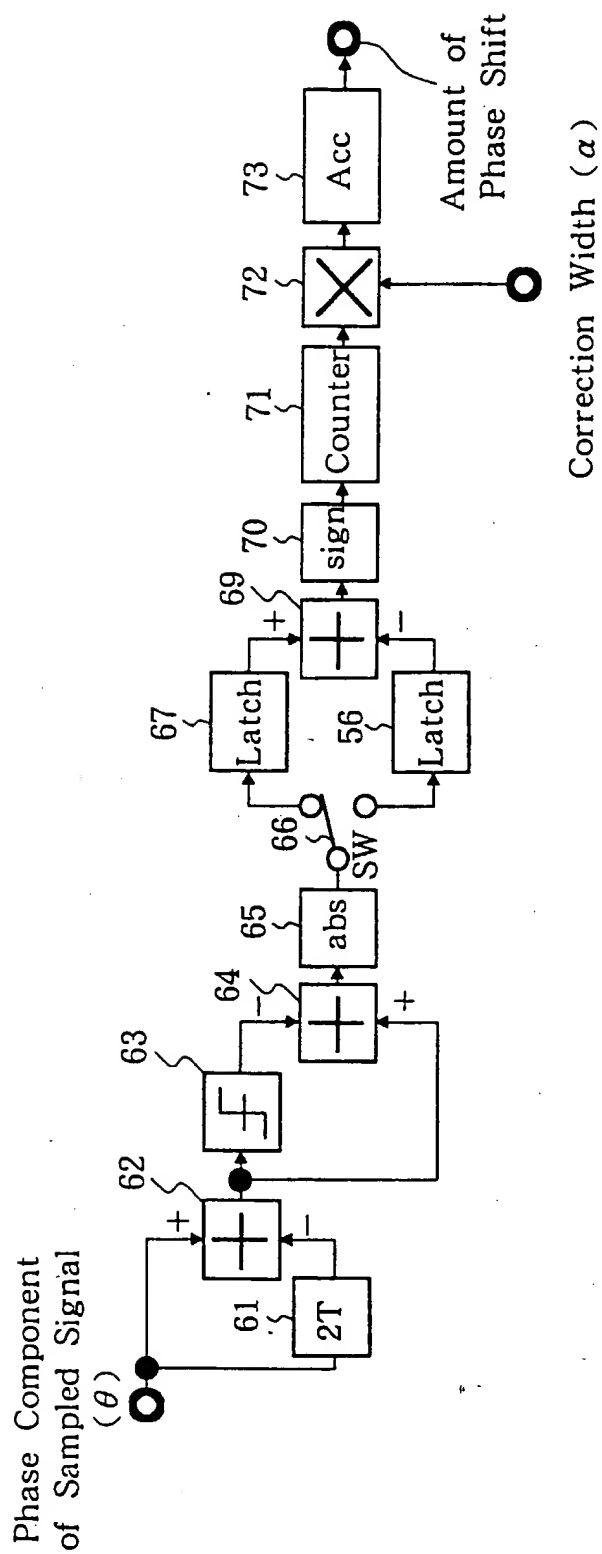 Phase Component
of Sampled Signal
(θ)
61
2T
62
+
−
63
64
−
+
65
abs
66
SW
67
Latch
56
Latch
69
+
−
70
sign
71
Counter
72
73
Acc
Amount of
Phase Shift
Correction Width (α)